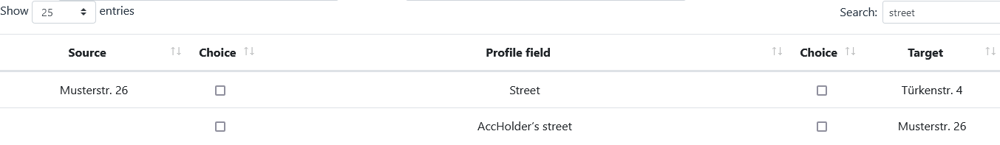 Show 25 entries Search: street
Source Choice Profile field Choice Target
Musterstr. 26 Street Türkenstr. 4
AccHolder's street Musterstr. 26